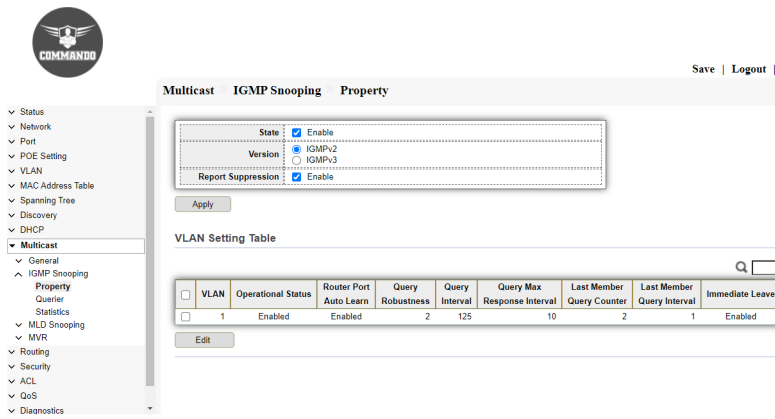 COMMANDO
Save | Logout |
Multicast » IGMP Snooping » Property
Status
Network
Port
POE Setting
VLAN
MAC Address Table
Spanning Tree
Discovery
DHCP
Multicast
General
IGMP Snooping
Property
Querier
Statistics
MLD Snooping
MVR
Routing
Security
ACL
QoS
Diagnostics
State Enable
Version IGMPv2
IGMPv3
Report Suppression Enable
Apply
VLAN Setting Table
VLAN Operational Status Router Port Auto Learn Query Robustness Query Interval Query Max Response Interval Last Member Query Counter Last Member Query Interval Immediate Leave
1 Enabled Enabled 2 125 10 2 1 Enabled
Edit